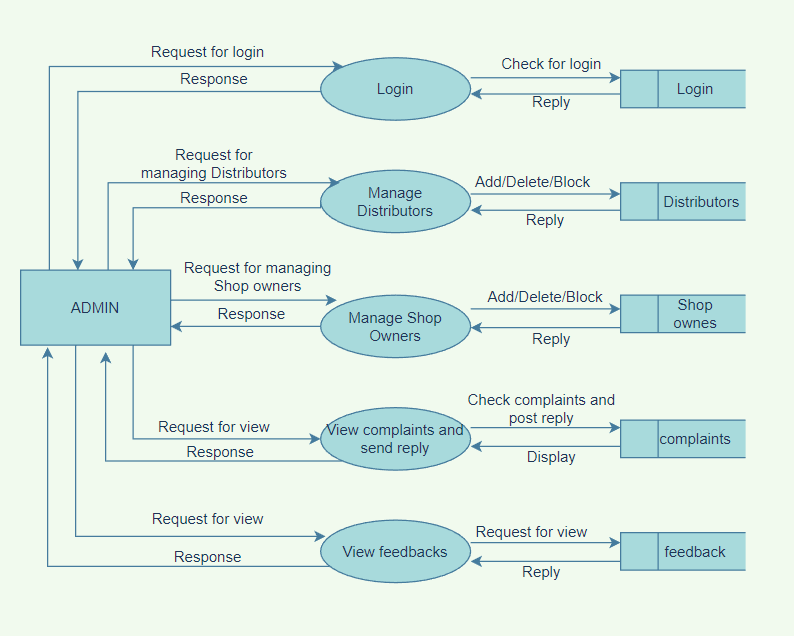 Request for login
Response
Login
Check for login
Reply
Login
Request for
managing Distributors
Response
Manage
Distributors
Add/Delete/Block
Reply
Distributors
ADMIN
Request for managing
Shop owners
Response
Manage Shop
Owners
Add/Delete/Block
Reply
Shop
ownes
Request for view
Response
View complaints and
send reply
Check complaints and
post reply
Display
complaints
Request for view
Response
View feedbacks
Request for view
Reply
feedback